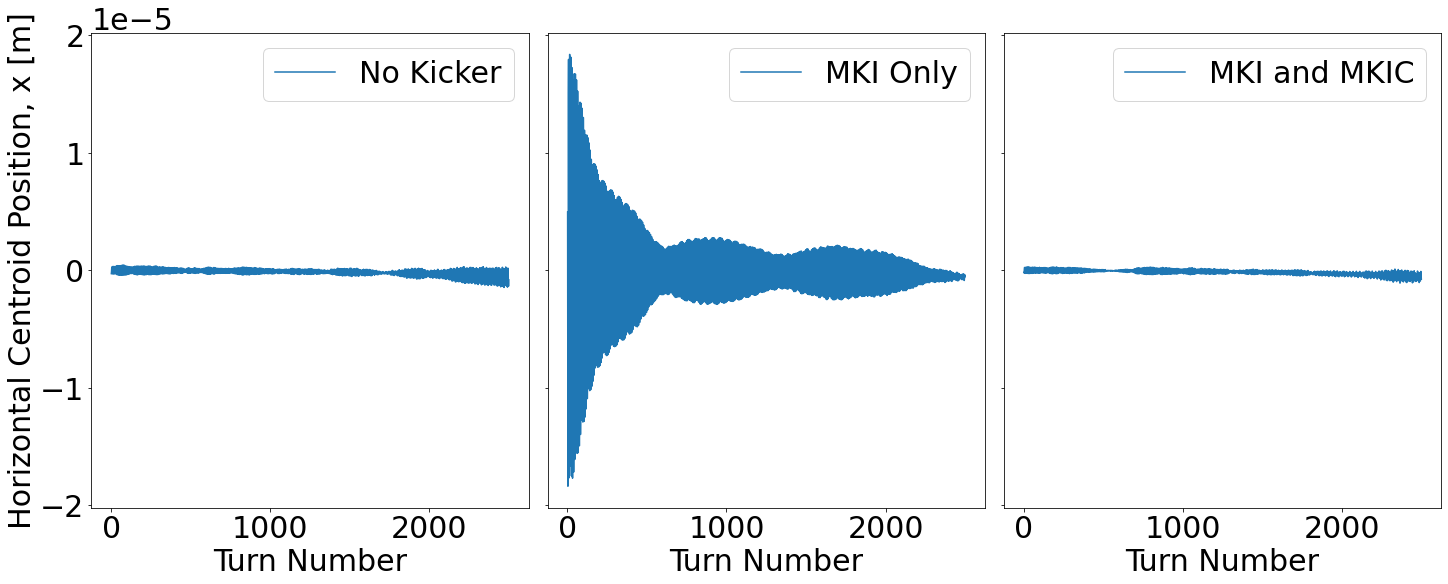 1e−5
Horizontal Centroid Position, x [m]
2
1
0
−1
−2
No Kicker
0 1000 2000
Turn Number
MKI Only
0 1000 2000
Turn Number
MKI and MKIC
0 1000 2000
Turn Number